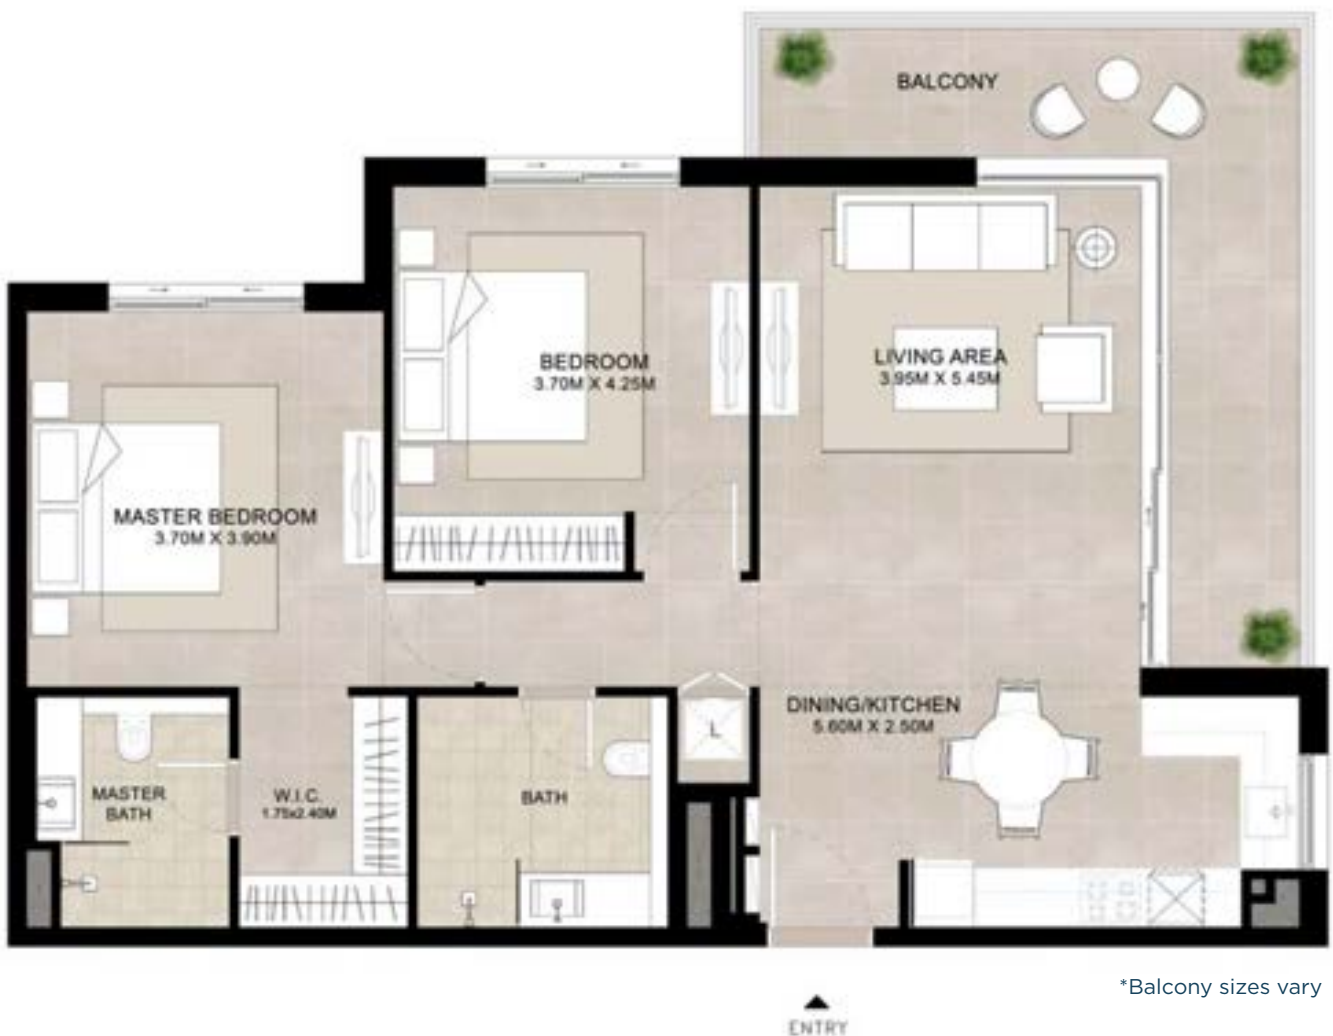 BALCONY
BEDROOM
3.70M X 4.25M
LIVING AREA
3.95M X 5.45M
MASTER BEDROOM
3.70M X 3.90M
DINING/KITCHEN
5.60M X 2.50M
L
MASTER
BATH
W.I.C.
1.75x2.40M
BATH
*Balcony sizes vary
ENTRY